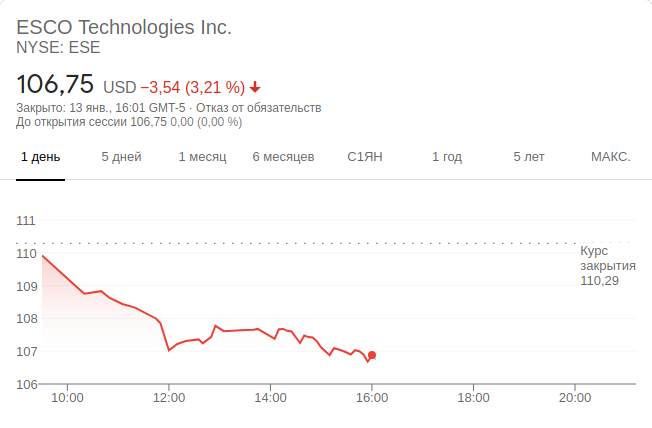 ESCO Technologies Inc.
NYSE: ESE
106,75 USD −3,54 (3,21 %)
Закрыто: 13 янв., 16:01 GMT-5 · Отказ от обязательств
До открытия сессии 106,75 0,00 (0,00 %)
1 день 5 дней 1 месяц 6 месяцев С1ЯН 1 год 5 лет МАКС.
111
110
109
108
107
106
Курс
закрытия
110,29
10:00 12:00 14:00 16:00 18:00 20:00